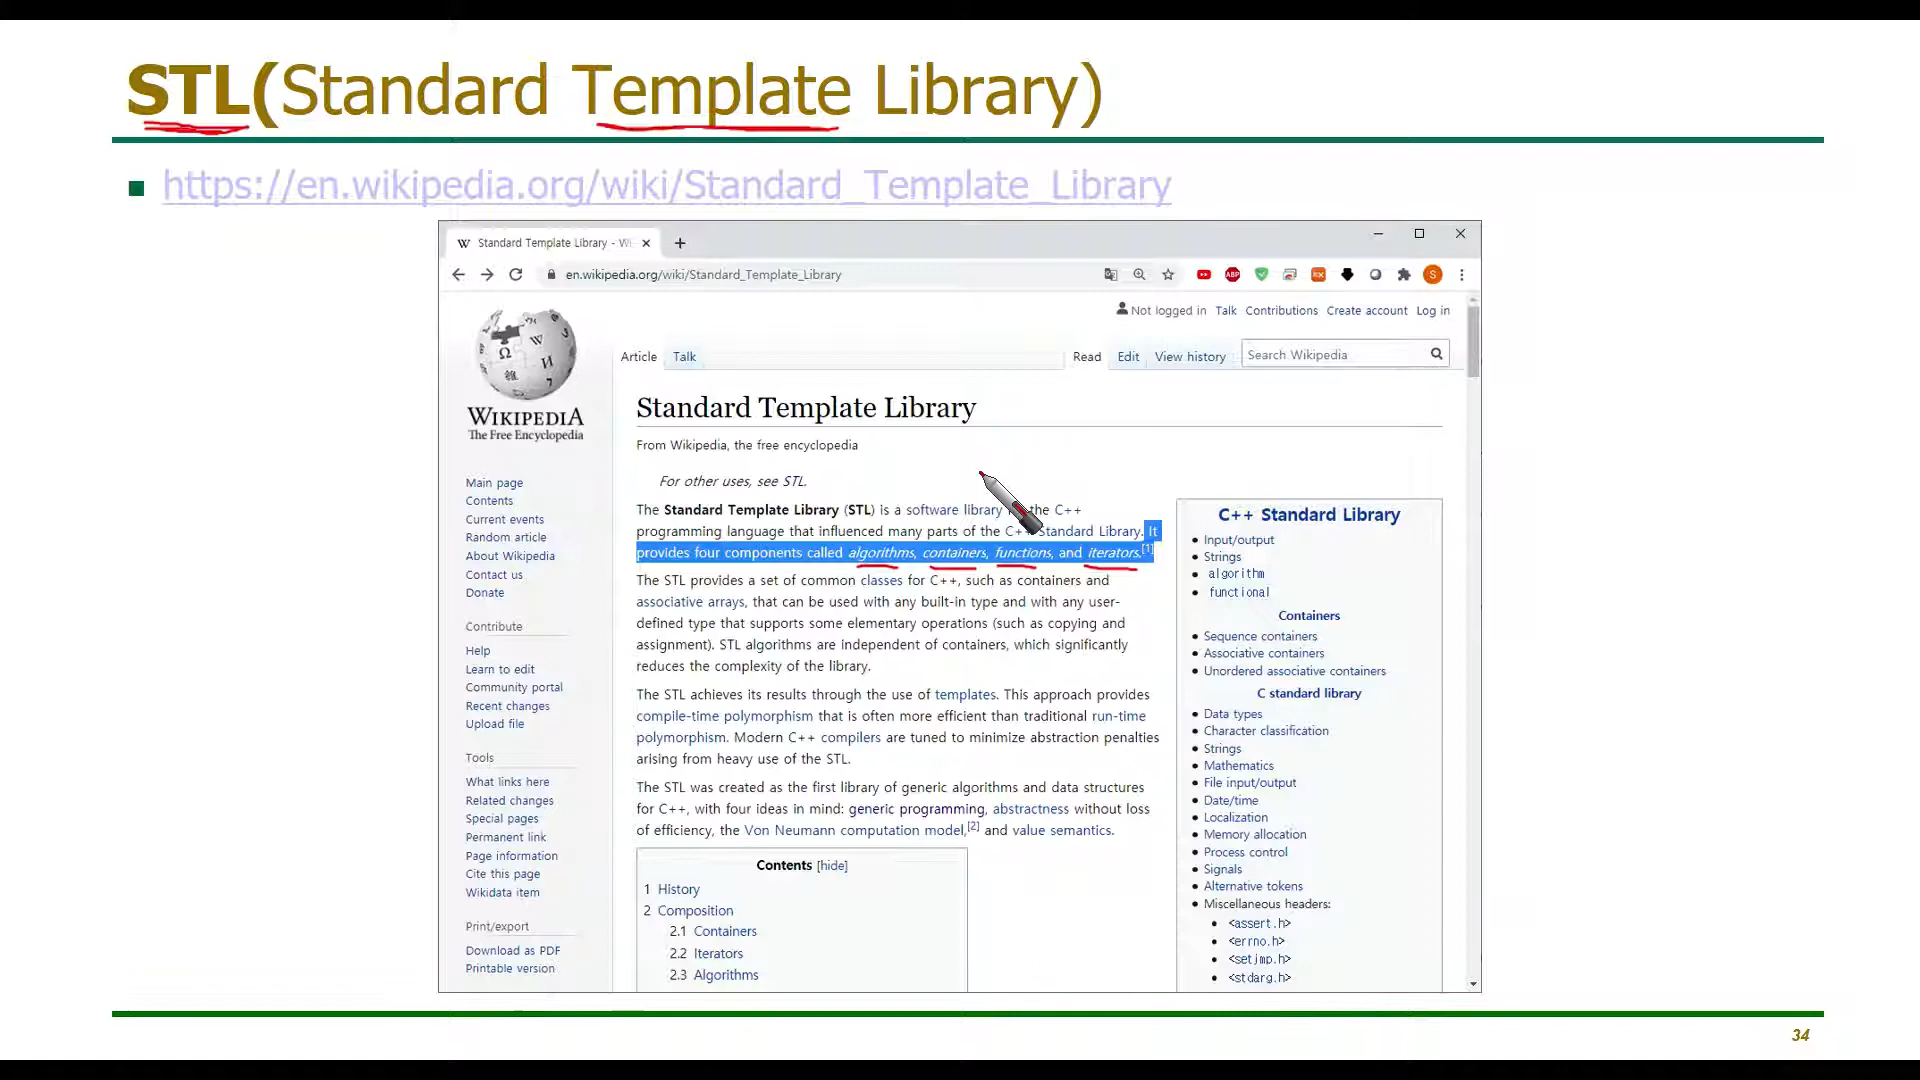 STL(Standard Template Library)
https://en.wikipedia.org/wiki/Standard_Template_Library
Standard Template Library - Wi
en.wikipedia.org/wiki/Standard_Template_Library
ABP
S
Not logged in Talk Contributions Create account Log in
Article Talk Read Edit View history Search Wikipedia
WIKIPEDIA
The Free Encyclopedia
Main page
Contents
Current events
Random article
About Wikipedia
Contact us
Donate
Contribute
Help
Learn to edit
Community portal
Recent changes
Upload file
Tools
What links here
Related changes
Special pages
Permanent link
Page information
Cite this page
Wikidata item
Print/export
Download as PDF
Printable version
Standard Template Library
From Wikipedia, the free encyclopedia
For other uses, see STL.
The Standard Template Library (STL) is a software library the C++
programming language that influenced many parts of the C++ Standard Library. It
provides four components called algorithms, containers, functions, and iterators.[1]
The STL provides a set of common classes for C++, such as containers and
associative arrays, that can be used with any built-in type and with any user-
defined type that supports some elementary operations (such as copying and
assignment). STL algorithms are independent of containers, which significantly
reduces the complexity of the library.
The STL achieves its results through the use of templates. This approach provides
compile-time polymorphism that is often more efficient than traditional run-time
polymorphism. Modern C++ compilers are tuned to minimize abstraction penalties
arising from heavy use of the STL.
The STL was created as the first library of generic algorithms and data structures
for C++, with four ideas in mind: generic programming, abstractness without loss
of efficiency, the Von Neumann computation model,[2] and value semantics.
Contents [hide]
1 History
2 Composition
2.1 Containers
2.2 Iterators
2.3 Algorithms
C++ Standard Library
Input/output
Strings
algorithm
functional
Containers
Sequence containers
Associative containers
Unordered associative containers
C standard library
Data types
Character classification
Strings
Mathematics
File input/output
Date/time
Localization
Memory allocation
Process control
Signals
Alternative tokens
Miscellaneous headers:
<assert.h>
<errno.h>
<setjmp.h>
<stdarg.h>
34